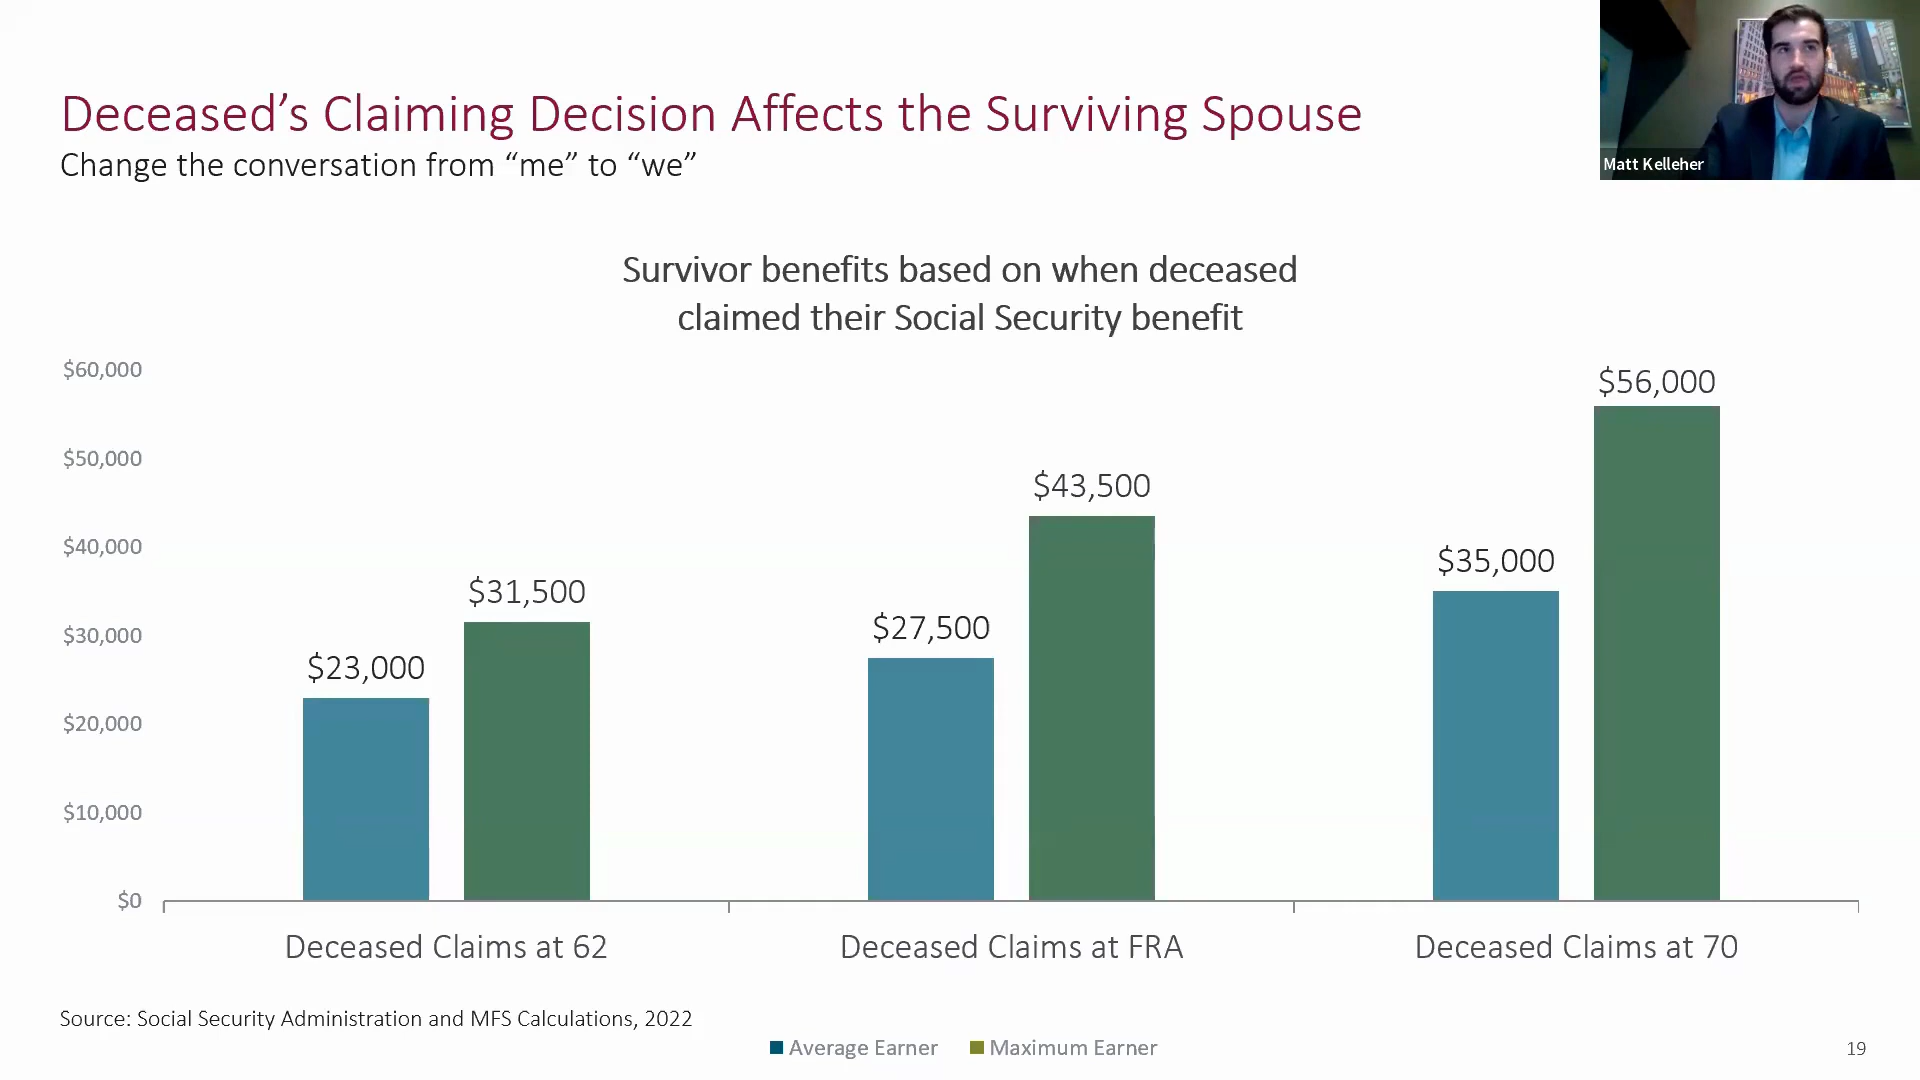 Deceased’s Claiming Decision Affects the Surviving Spouse
Change the conversation from “me” to “we”
Matt Kelleher
Survivor benefits based on when deceased
claimed their Social Security benefit
$60,000
$50,000
$40,000
$30,000
$20,000
$10,000
$0
$23,000
$31,500
$27,500
$43,500
$35,000
$56,000
Deceased Claims at 62
Deceased Claims at FRA
Deceased Claims at 70
Source: Social Security Administration and MFS Calculations, 2022
Average Earner
Maximum Earner
19